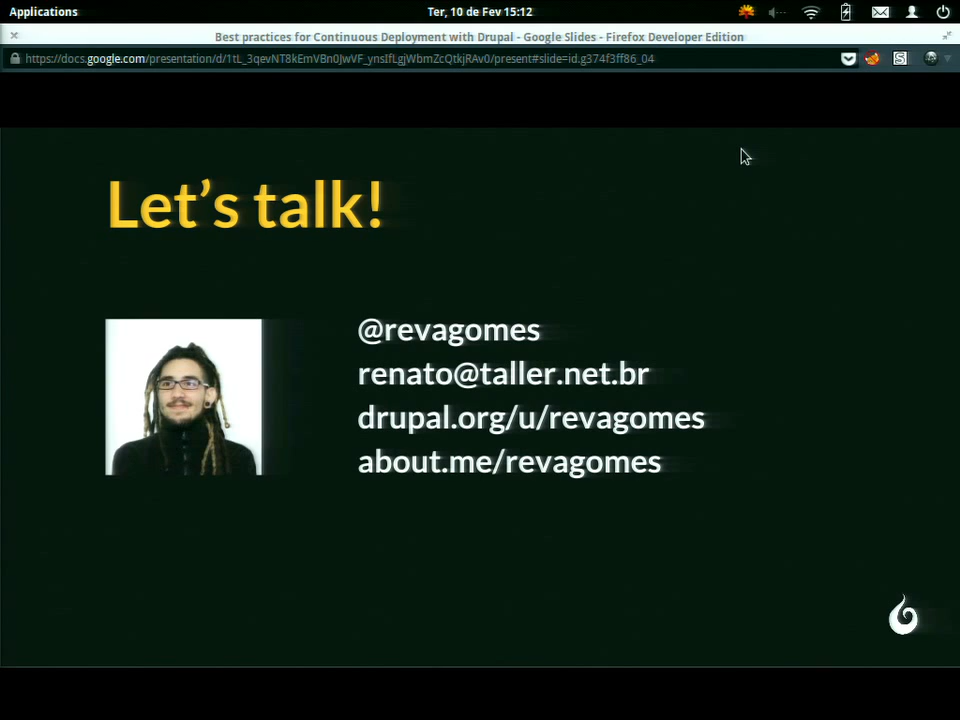 Applications
Ter, 10 de Fev 15:12
Best practices for Continuous Deployment with Drupal - Google Slides - Firefox Developer Edition
https://docs.google.com/presentation/d/1tL_3qevNT8kEmVBn0JwVF_ynsIfLgjWbmZcQtkjRAv0/present#slide=id.g374f3ff86_04
S
Let's talk!
@revagomes
renato@taller.net.br
drupal.org/u/revagomes
about.me/revagomes